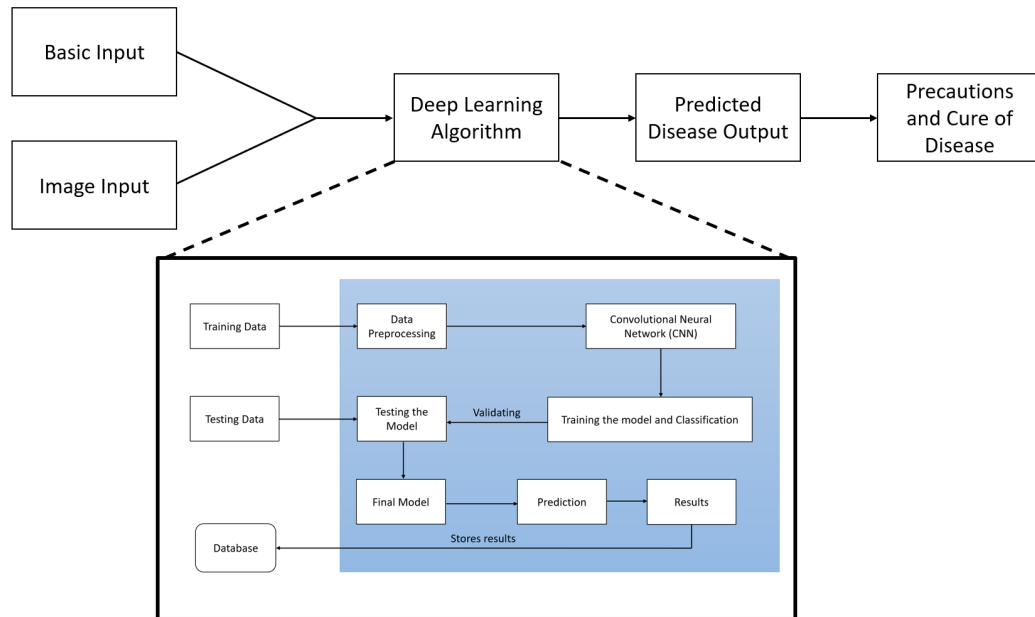 Basic Input
Image Input
Deep Learning
Algorithm
Predicted
Disease Output
Precautions
and Cure of
Disease
Training Data
Data
Preprocessing
Convolutional Neural
Network (CNN)
Testing Data
Testing the
Model
Validating
Training the model and Classification
Final Model
Prediction
Results
Database
Stores results